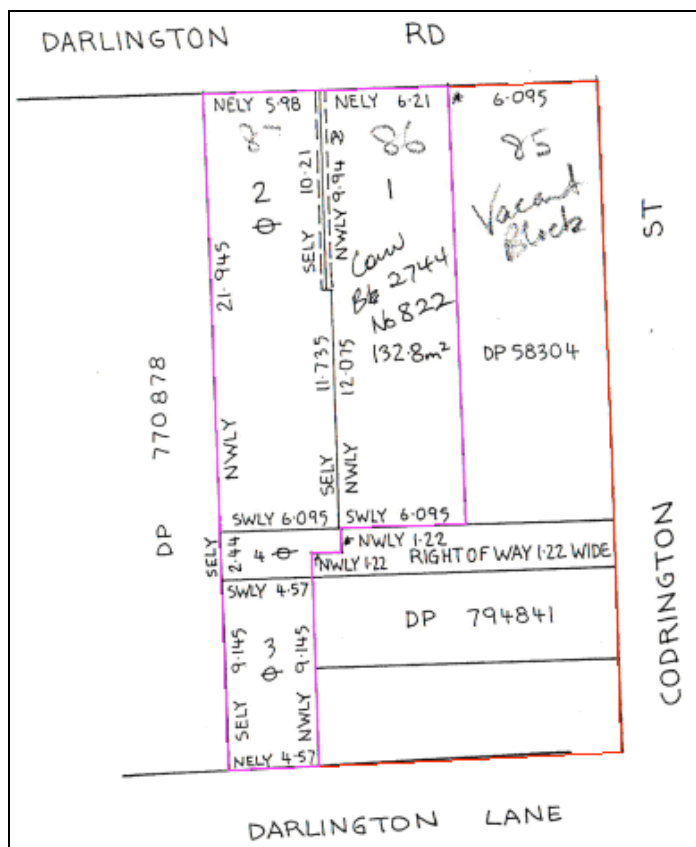 DARLINGTON RD
NELY 5.98
NELY 6.21
* 6.095
8
86
85
2
1
Vacant
Block
10.21
SELY
NWLY 9.94 &
Conv
Bk 2744
No 822
132.8m²
DP 58304
21.945
NWLY
11.735
SELY
12.075
NWLY
ST
DP 770878
SWLY 6.095
SWLY 6.095
SELY
2.44
4
* NWLY 1.22
NWLY 1.22
RIGHT OF WAY 1.22 WIDE
SWLY 4.57
DP 794841
SELY 9.145
3
NWLY 9.145
NELY 4.57
CODRINGTON
DARLINGTON LANE